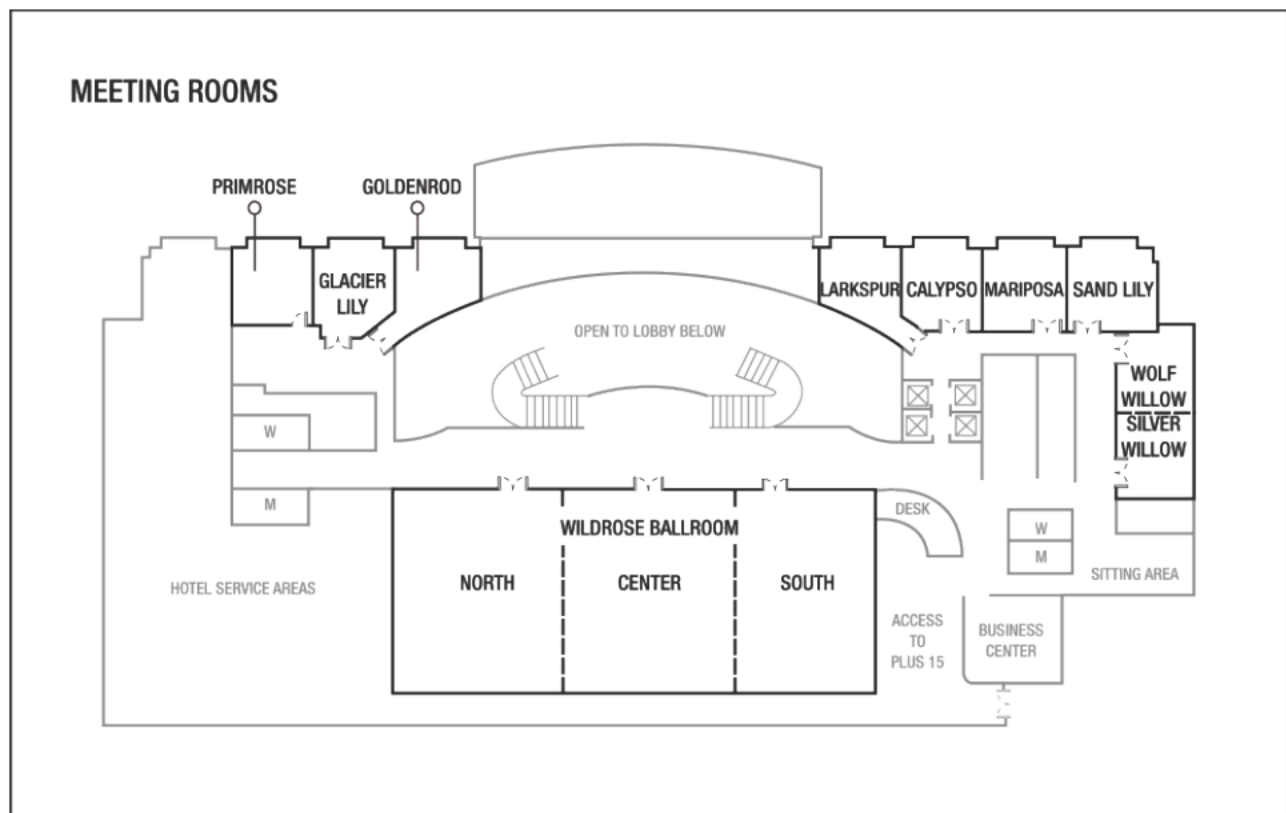 MEETING ROOMS
PRIMROSE
GOLDENROD
GLACIER
LILY
LARKSPUR
CALYPSO
MARIPOSA
SAND LILY
OPEN TO LOBBY BELOW
WOLF
WILLOW
SILVER
WILLOW
W
M
WILDROSE BALLROOM
NORTH
CENTER
SOUTH
DESK
W
M
SITTING AREA
HOTEL SERVICE AREAS
ACCESS
TO
PLUS 15
BUSINESS
CENTER